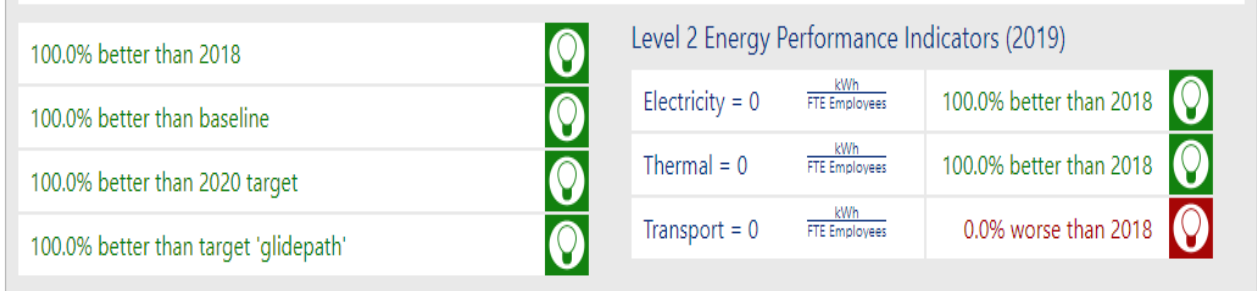 100.0% better than 2018
100.0% better than baseline
100.0% better than 2020 target
100.0% better than target 'glidepath'
Level 2 Energy Performance Indicators (2019)
Electricity = 0 kWh / FTE Employees 100.0% better than 2018
Thermal = 0 kWh / FTE Employees 100.0% better than 2018
Transport = 0 kWh / FTE Employees 0.0% worse than 2018